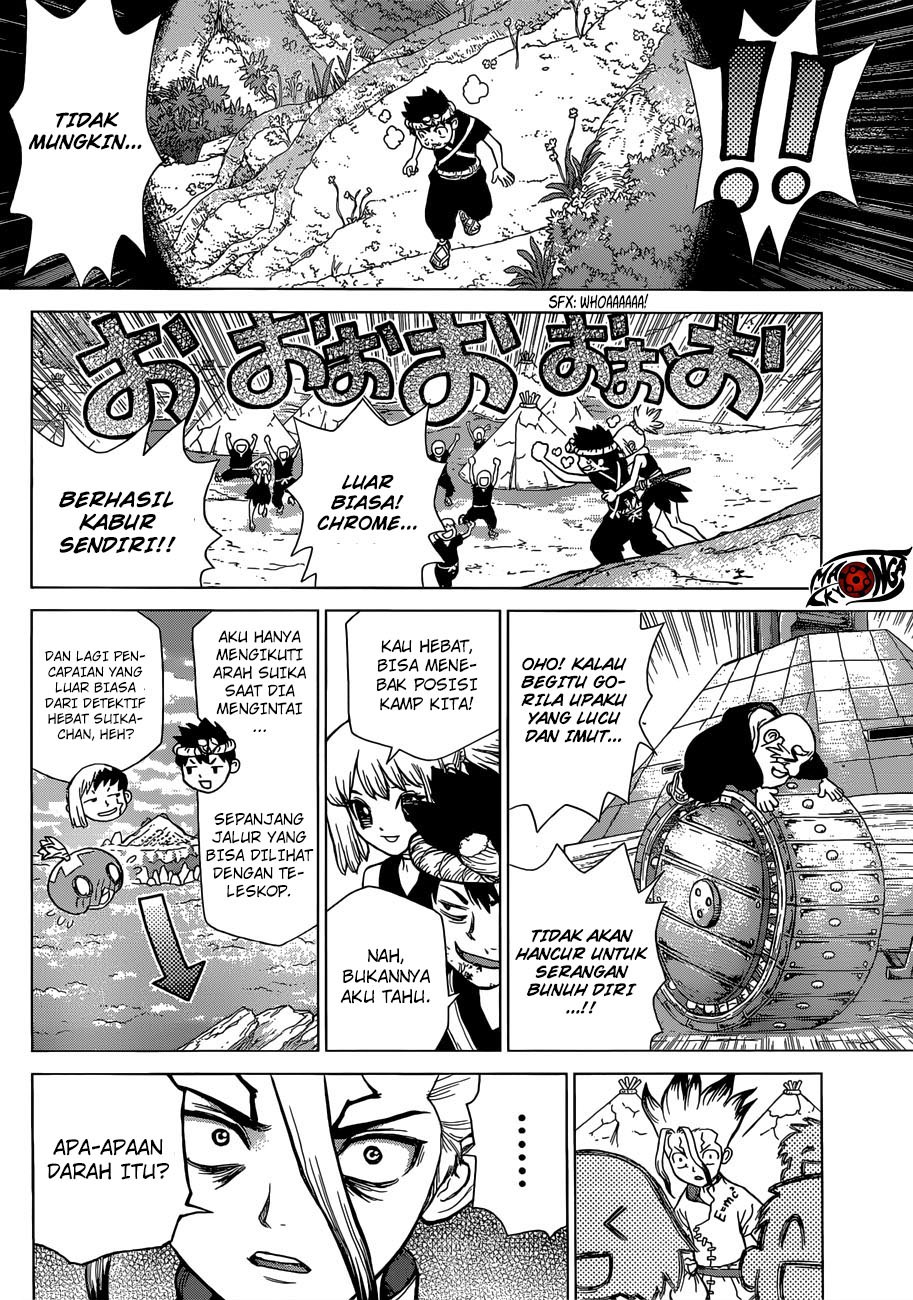 !!
TIDAK
MUNGKIN...
SFX: WHOAAAAAA!
おおおおおおおお
LUAR
BIASA!
CHROME...
BERHASIL
KABUR
SENDIRI!!
OHO! KALAU
BEGITU GO-
RILA UPAKU
YANG LUCU
DAN IMUT...
TIDAK AKAN
HANCUR UNTUK
SERANGAN
BUNUH DIRI
...!!
KAU HEBAT,
BISA MENE-
BAK POSISI
KAMP KITA!
NAH,
BUKANNYA
AKU TAHU.
AKU HANYA
MENGIKUTI
ARAH SUIKA
SAAT DIA
MENGINTAI
...
SEPANJANG
JALUR YANG
BISA DILIHAT
DENGAN TE-
LESKOP.
DAN LAGI PEN-
CAPAIAN YANG
LUAR BIASA
DARI DETEKTIF
HEBAT SUIKA-
CHAN, HEH?
E=mc²
......
APA-APAAN
DARAH ITU?